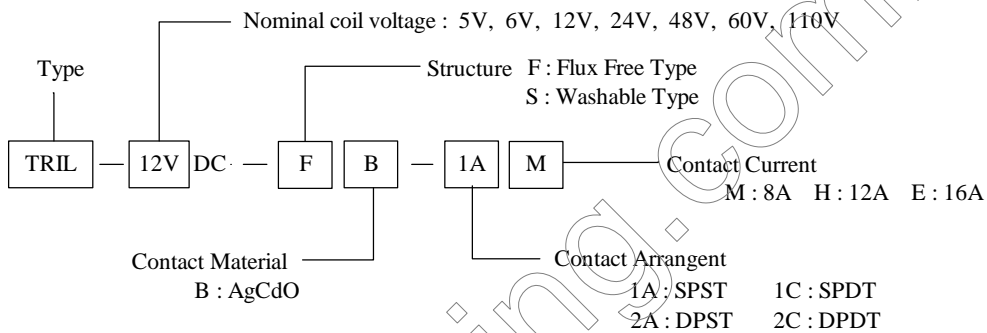 Nominal coil voltage : 5V, 6V, 12V, 24V, 48V, 60V, 110V
Type
Structure F : Flux Free Type
S : Washable Type
TRIL — 12V DC — F B — 1A M
Contact Current
M : 8A H : 12A E : 16A
Contact Material
B : AgCdO
Contact Arrangent
1A : SPST 1C : SPDT
2A : DPST 2C : DPDT
ing.com